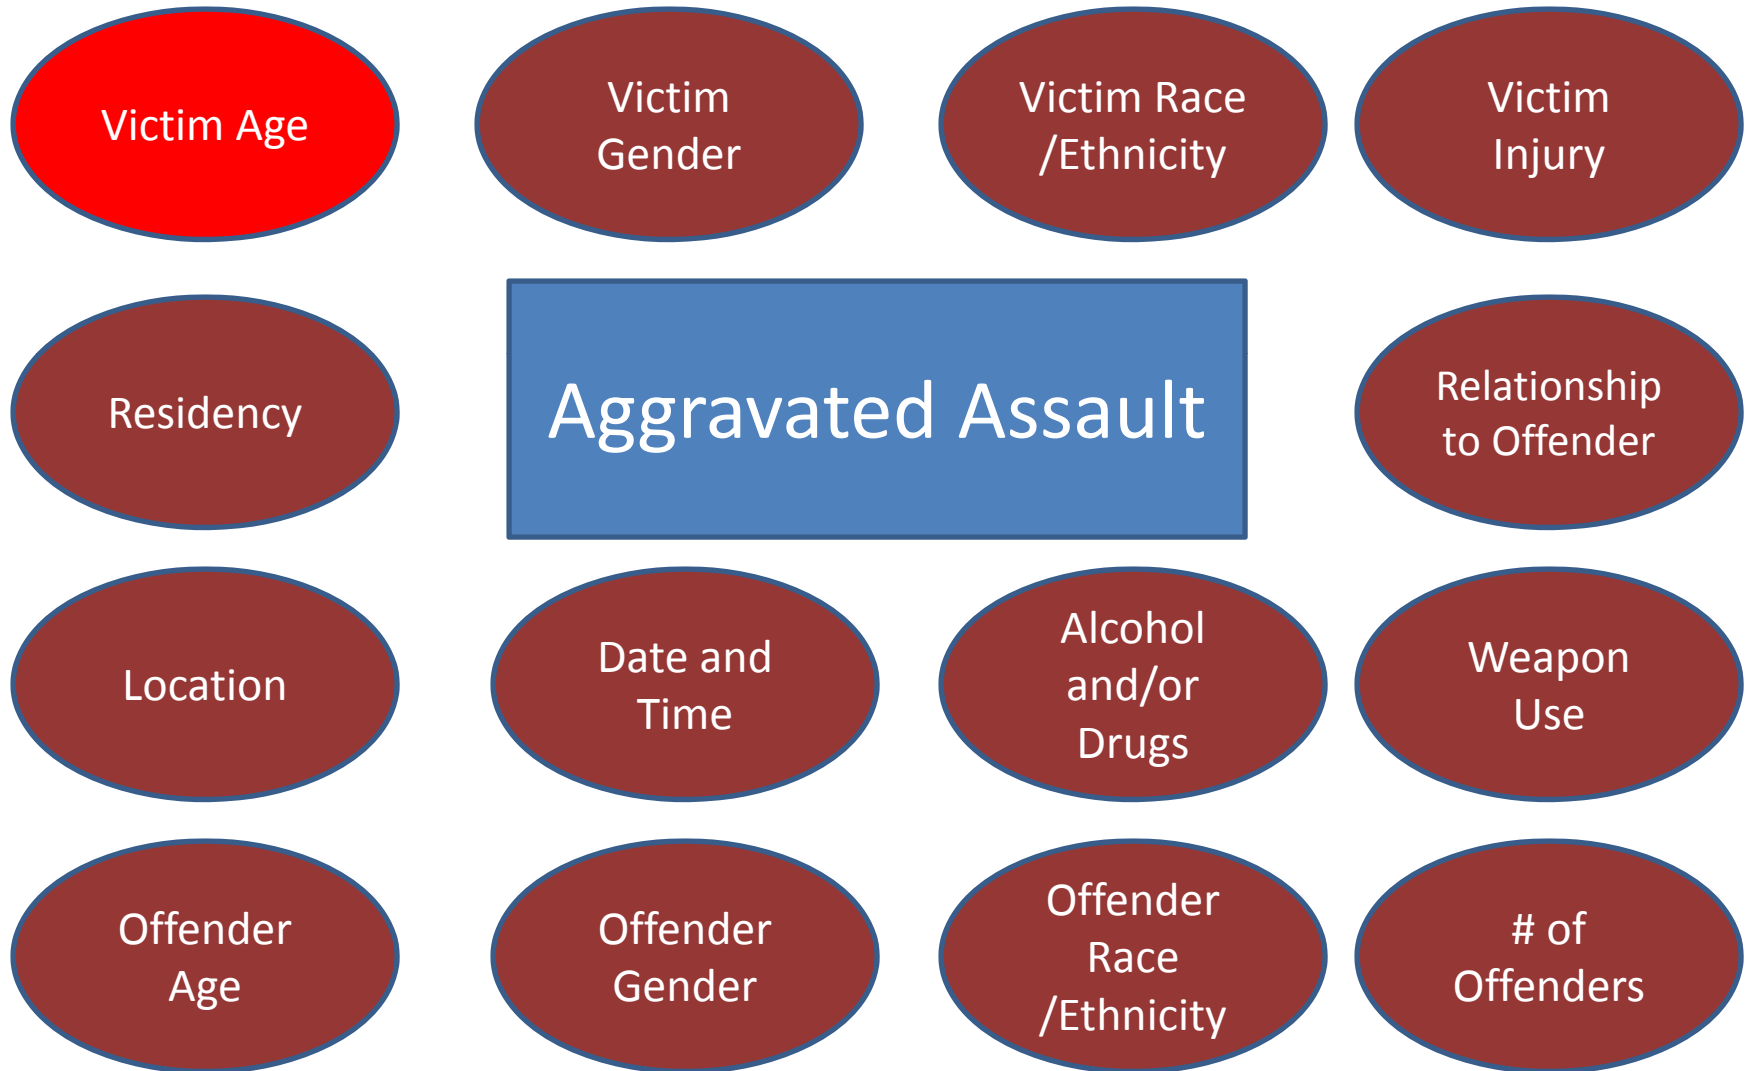 Victim Age
Victim
Gender
Victim Race
/Ethnicity
Victim
Injury
Residency
Aggravated Assault
Relationship
to Offender
Location
Date and
Time
Alcohol
and/or
Drugs
Weapon
Use
Offender
Age
Offender
Gender
Offender
Race
/Ethnicity
# of
Offenders